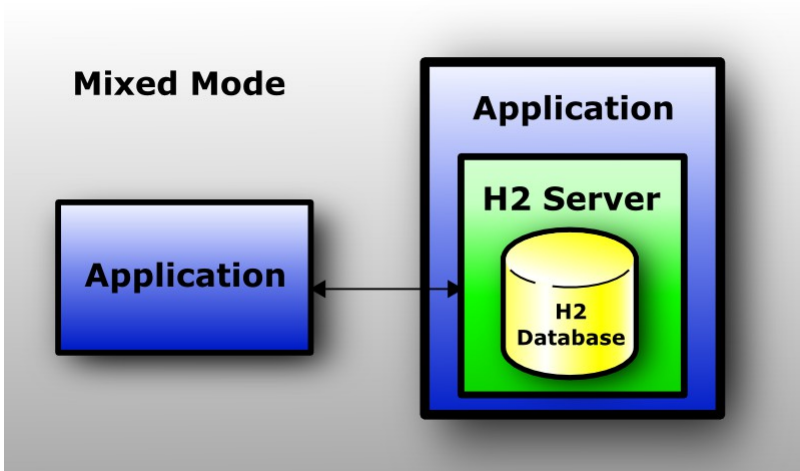 Mixed Mode
Application
Application
H2 Server
H2
Database